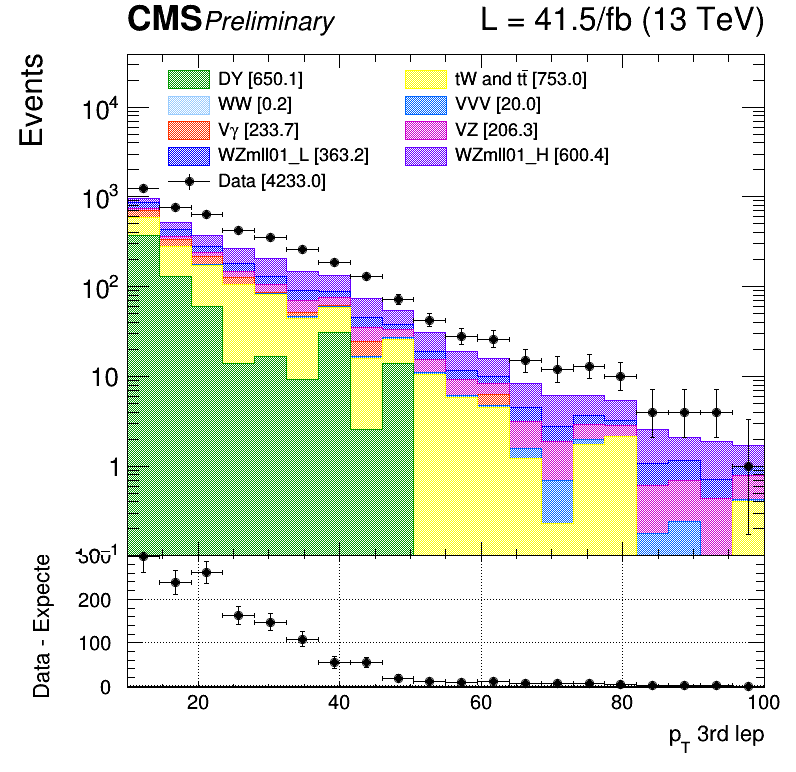 CMS Preliminary L = 41.5/fb (13 TeV)
Events
DY [650.1] tW and tt̄ [753.0]
WW [0.2] VVV [20.0]
Vγ [233.7] VZ [206.3]
WZmll01_L [363.2] WZmll01_H [600.4]
Data [4233.0]
10⁴
10³
10²
10
1
Data - Expecte
300
200
100
0
20 40 60 80 100
p_T 3rd lep